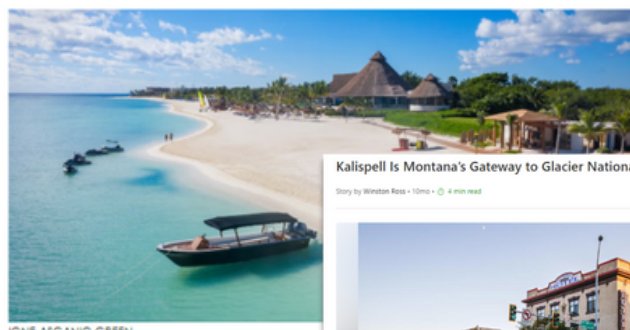 Kalispell Is Montana's Gateway to Glacier Nationa
Story by Winston Ross • 10mo • 4 min read